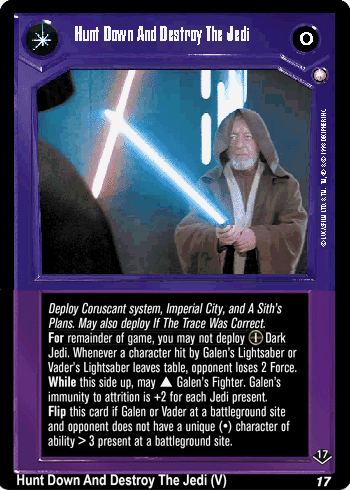 Hunt Down And Destroy The Jedi
O
Deploy Coruscant system, Imperial City, and A Sith's
Plans. May also deploy If The Trace Was Correct.
For remainder of game, you may not deploy Dark
Jedi. Whenever a character hit by Galen's Lightsaber or
Vader's Lightsaber leaves table, opponent loses 2 Force.
While this side up, may ▲ Galen's Fighter. Galen's
immunity to attrition is +2 for each Jedi present.
Flip this card if Galen or Vader at a battleground site
and opponent does not have a unique (•) character of
ability > 3 present at a battleground site.
17
Hunt Down And Destroy The Jedi (V)
17